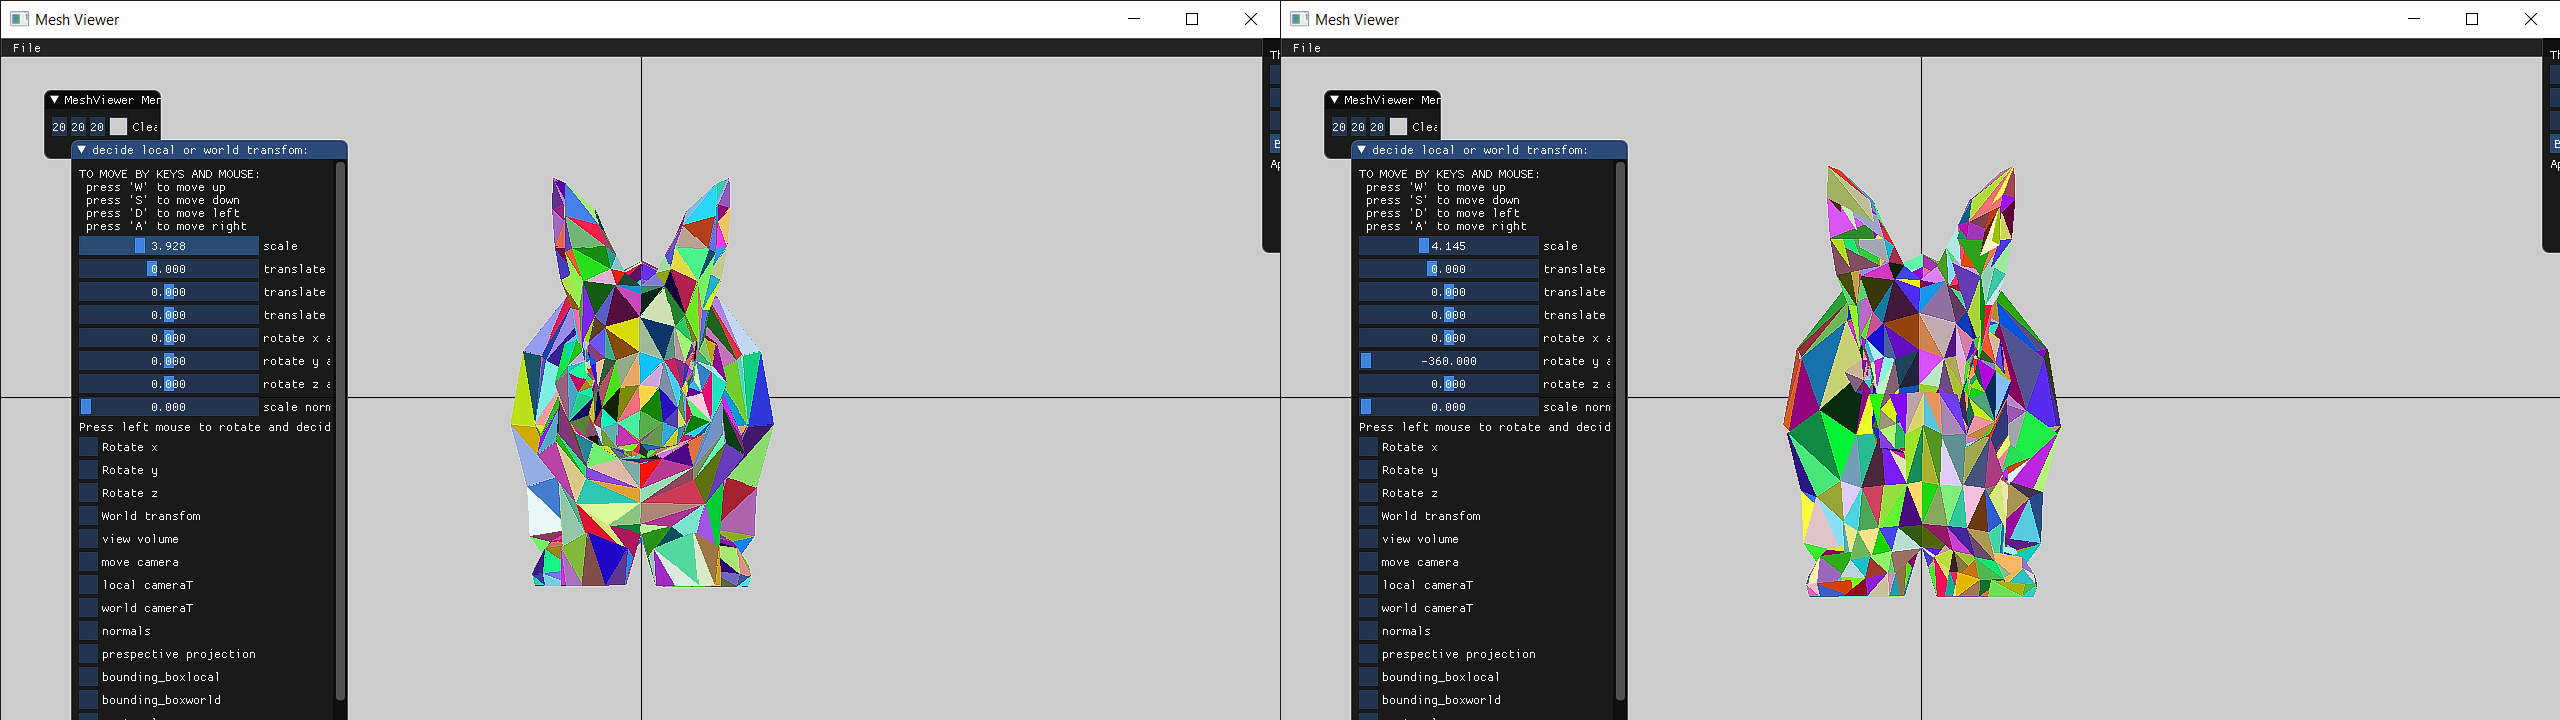 Mesh Viewer
File
Th
MeshViewer Mer
20 20 20 Clea
B
decide local or world transfom:
Ap
TO MOVE BY KEYS AND MOUSE:
press 'W' to move up
press 'S' to move down
press 'D' to move left
press 'A' to move right
3.928 scale
0.000 translate
0.000 translate
0.000 translate
0.000 rotate x a
0.000 rotate y a
0.000 rotate z a
0.000 scale norm
Press left mouse to rotate and decid
Rotate x
Rotate y
Rotate z
World transfom
view volume
move camera
local cameraT
world cameraT
normals
prespective projection
bounding_boxlocal
bounding_boxworld
Mesh Viewer
File
Th
MeshViewer Mer
20 20 20 Clea
B
decide local or world transfom:
Ap
TO MOVE BY KEYS AND MOUSE:
press 'W' to move up
press 'S' to move down
press 'D' to move left
press 'A' to move right
4.145 scale
0.000 translate
0.000 translate
0.000 translate
0.000 rotate x a
-360.000 rotate y a
0.000 rotate z a
0.000 scale norm
Press left mouse to rotate and decid
Rotate x
Rotate y
Rotate z
World transfom
view volume
move camera
local cameraT
world cameraT
normals
prespective projection
bounding_boxlocal
bounding_boxworld